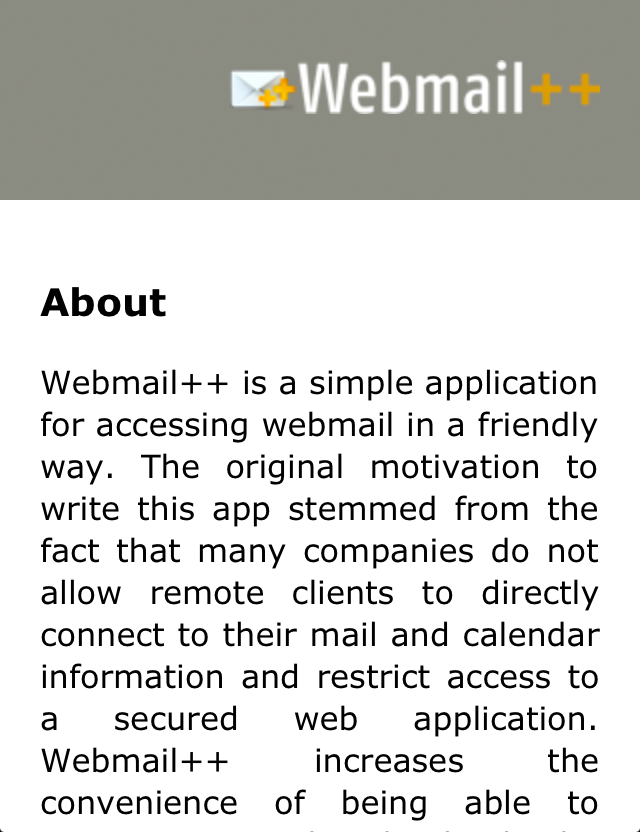 Webmail++
About
Webmail++ is a simple application
for accessing webmail in a friendly
way. The original motivation to
write this app stemmed from the
fact that many companies do not
allow remote clients to directly
connect to their mail and calendar
information and restrict access to
a secured web application.
Webmail++ increases the
convenience of being able to